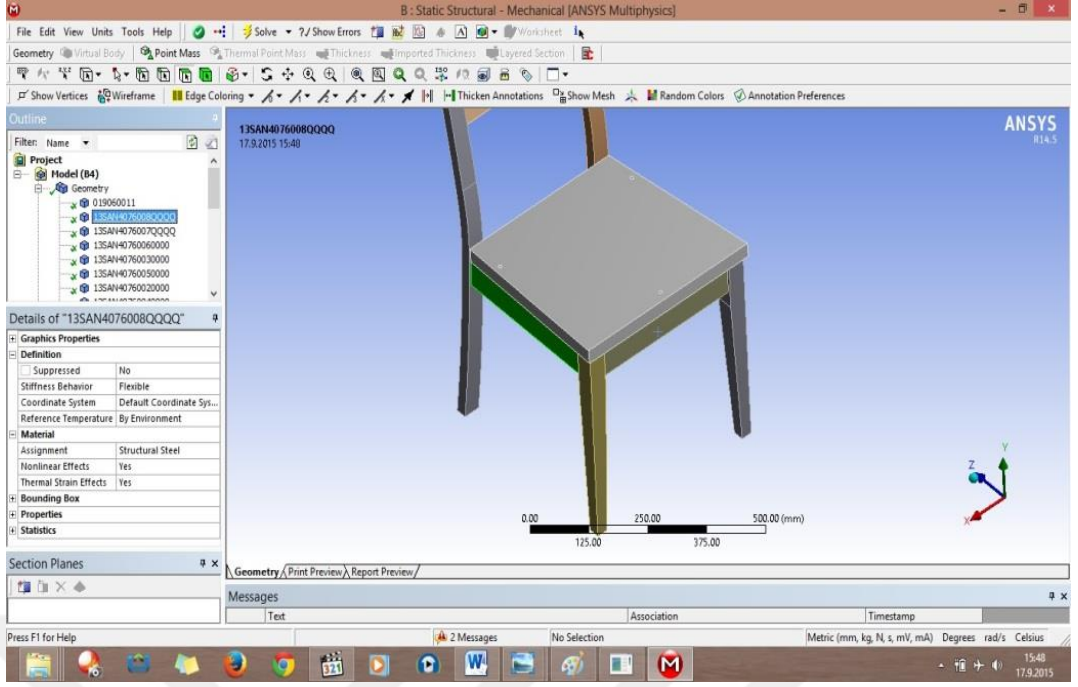 B : Static Structural - Mechanical [ANSYS Multiphysics]
File Edit View Units Tools Help Solve ▾ ?/ Show Errors Worksheet
Geometry Virtual Body Point Mass Thermal Point Mass Thickness Imported Thickness Layered Section
Show Vertices Wireframe Edge Coloring ▾ Thicken Annotations Show Mesh Random Colors Annotation Preferences
Outline
Filter: Name
Project
Model (B4)
Geometry
019060011
13SAN4076008QQQQ
13SAN4076007QQQQ
13SAN40760060000
13SAN40760030000
13SAN40760050000
13SAN40760020000
Details of "13SAN4076008QQQQ"
Graphics Properties
Definition
Suppressed No
Stiffness Behavior Flexible
Coordinate System Default Coordinate Sys...
Reference Temperature By Environment
Material
Assignment Structural Steel
Nonlinear Effects Yes
Thermal Strain Effects Yes
Bounding Box
Properties
Statistics
Section Planes
13SAN4076008QQQQ
17.9.2015 15:48
ANSYS
R14.5
Y
Z
X
0.00 250.00 500.00 (mm)
125.00 375.00
Geometry Print Preview Report Preview
Messages
Text Association Timestamp
Press F1 for Help 2 Messages No Selection Metric (mm, kg, N, s, mV, mA) Degrees rad/s Celsius
321
15:48
17.9.2015